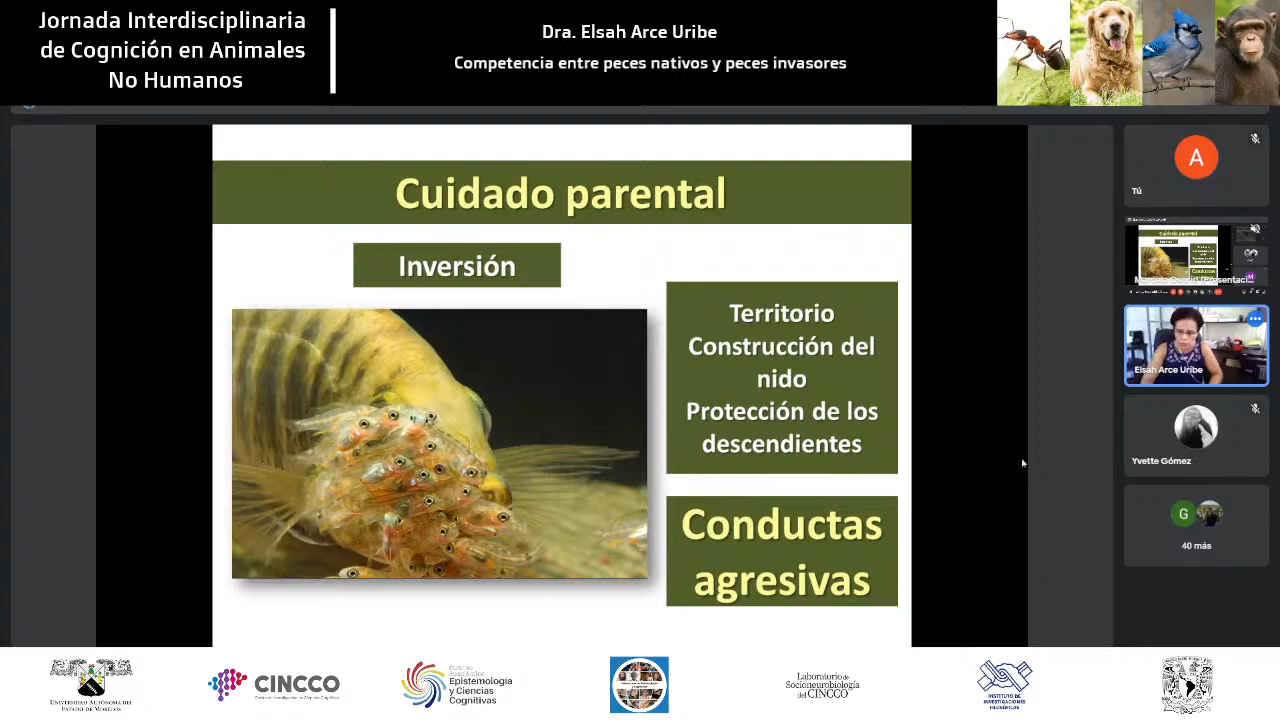 Jornada Interdisciplinaria
de Cognición en Animales
No Humanos
Dra. Elsah Arce Uribe
Competencia entre peces nativos y peces invasores
Cuidado parental
Inversión
Territorio
Construcción del
nido
Protección de los
descendientes
Conductas
agresivas
A
Tú
Cuidado parental
Conductas
M
Elsah Arce Uribe
Yvette Gómez
G
40 más
UNIVERSIDAD AUTÓNOMA DEL
ESTADO DE MORELOS
CINCCO
Centro de Investigación en Ciencias Cognitivas
Epistemología
y Ciencias
Cognitivas
Laboratorio de
Socioneurobiología
del CINCCO
INSTITUTO DE
INVESTIGACIONES
FILOSÓFICAS